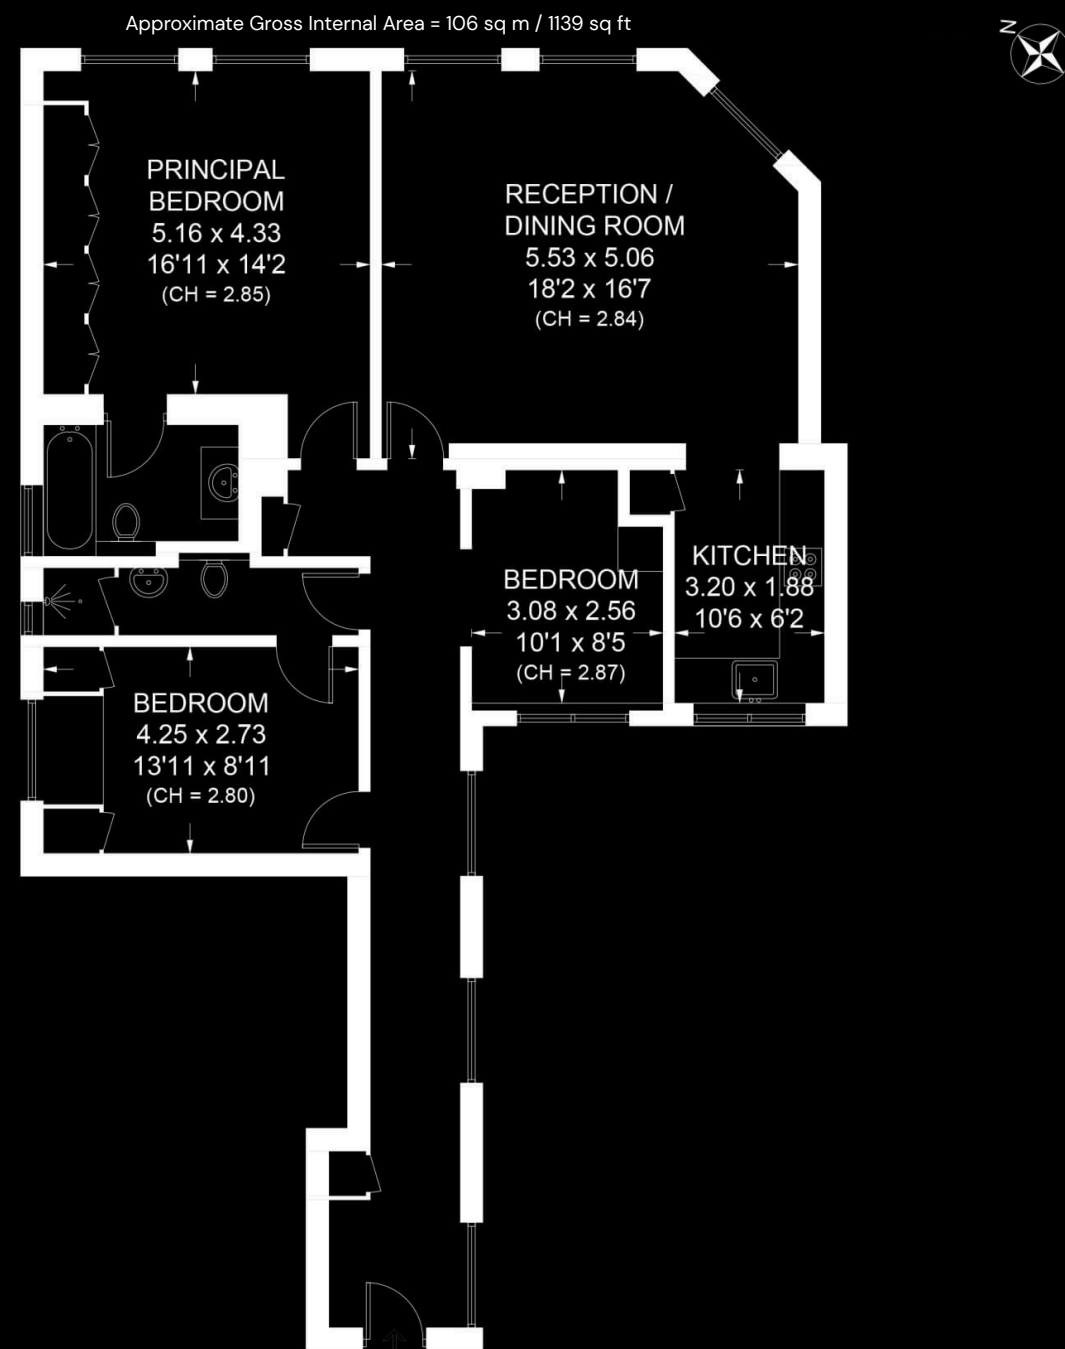 Approximate Gross Internal Area = 106 sq m / 1139 sq ft
N
PRINCIPAL
BEDROOM
5.16 x 4.33
16'11 x 14'2
(CH = 2.85)
RECEPTION /
DINING ROOM
5.53 x 5.06
18'2 x 16'7
(CH = 2.84)
KITCHEN
3.20 x 1.88
10'6 x 6'2
BEDROOM
3.08 x 2.56
10'1 x 8'5
(CH = 2.87)
BEDROOM
4.25 x 2.73
13'11 x 8'11
(CH = 2.80)